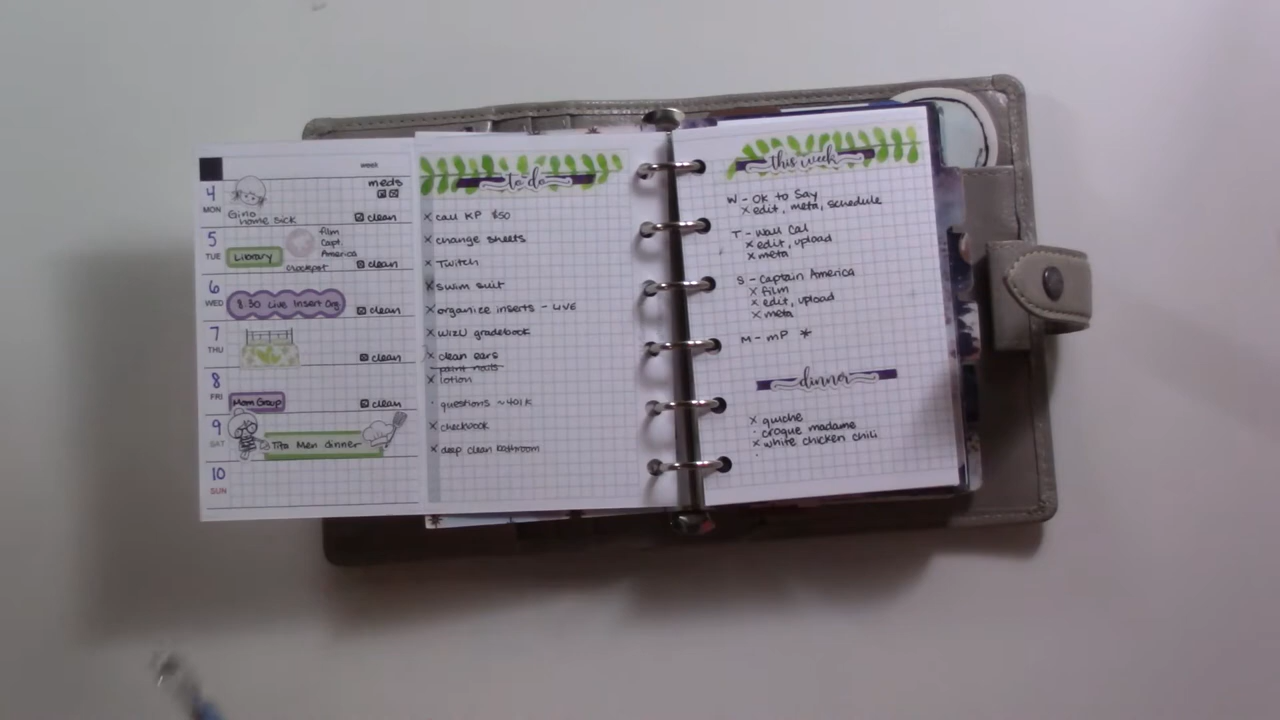 week
4
MON
meds
Gino
home sick
clean
5
TUE
Library
film
Capt.
America
crockpot
clean
6
WED
8:30 Live Insert Org
clean
7
THU
clean
8
FRI
Mom Group
clean
9
SAT
Tita Men dinner
10
SUN
to do
x call KP $50
x change sheets
x Twitch
x swim suit
x organize inserts - LIVE
x WizU gradebook
x clean ears
paint nails
x lotion
· questions ~401K
x checkbook
x deep clean bathroom
this week
W - Ok to Say
x edit, meta, schedule
T - Wall Cal
x edit, upload
x meta
S - Captain America
x film
x edit, upload
x meta
M - MP *
dinner
x quiche
· croque madame
x white chicken chili
·